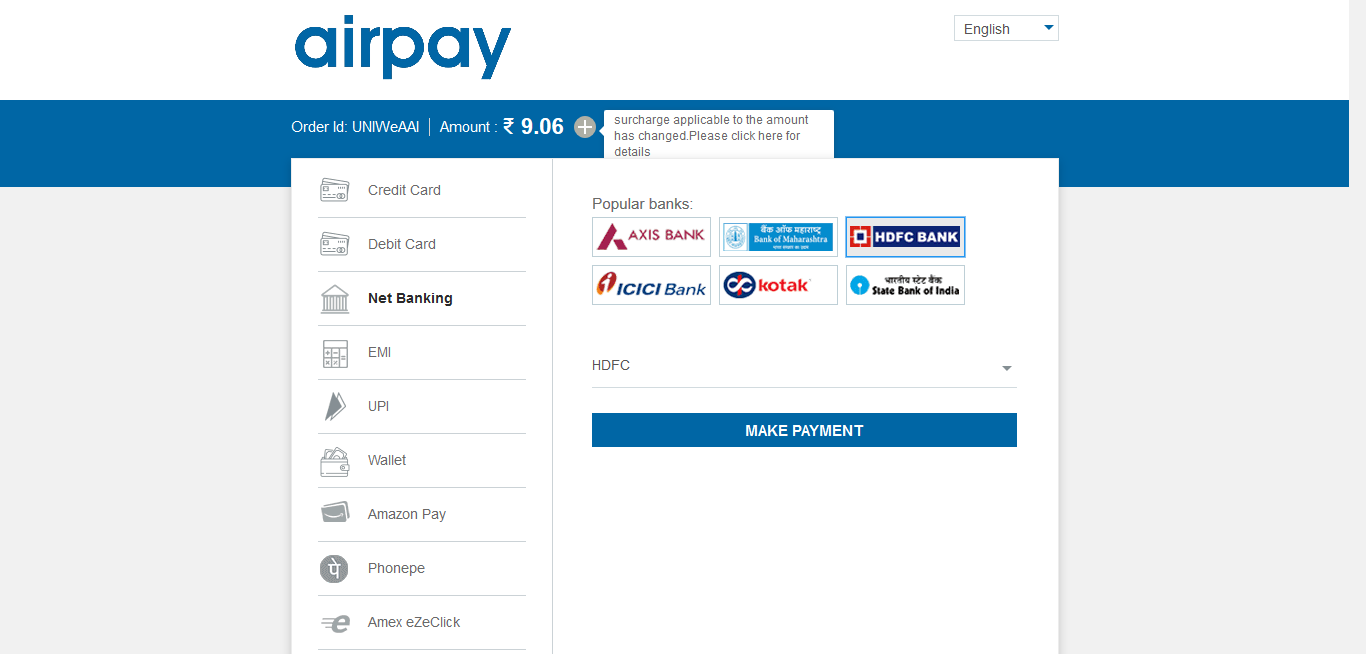 airpay
English
Order Id: UNIWeAAI
Amount : ₹ 9.06
surcharge applicable to the amount
has changed.Please click here for
details
Credit Card
Debit Card
Net Banking
EMI
UPI
Wallet
Amazon Pay
पे
Phonepe
Amex eZeClick
Popular banks:
AXIS BANK
बैंक ऑफ महाराष्ट्र
Bank of Maharashtra
HDFC BANK
ICICI Bank
kotak
भारतीय स्टेट बैंक
State Bank of India
HDFC
MAKE PAYMENT